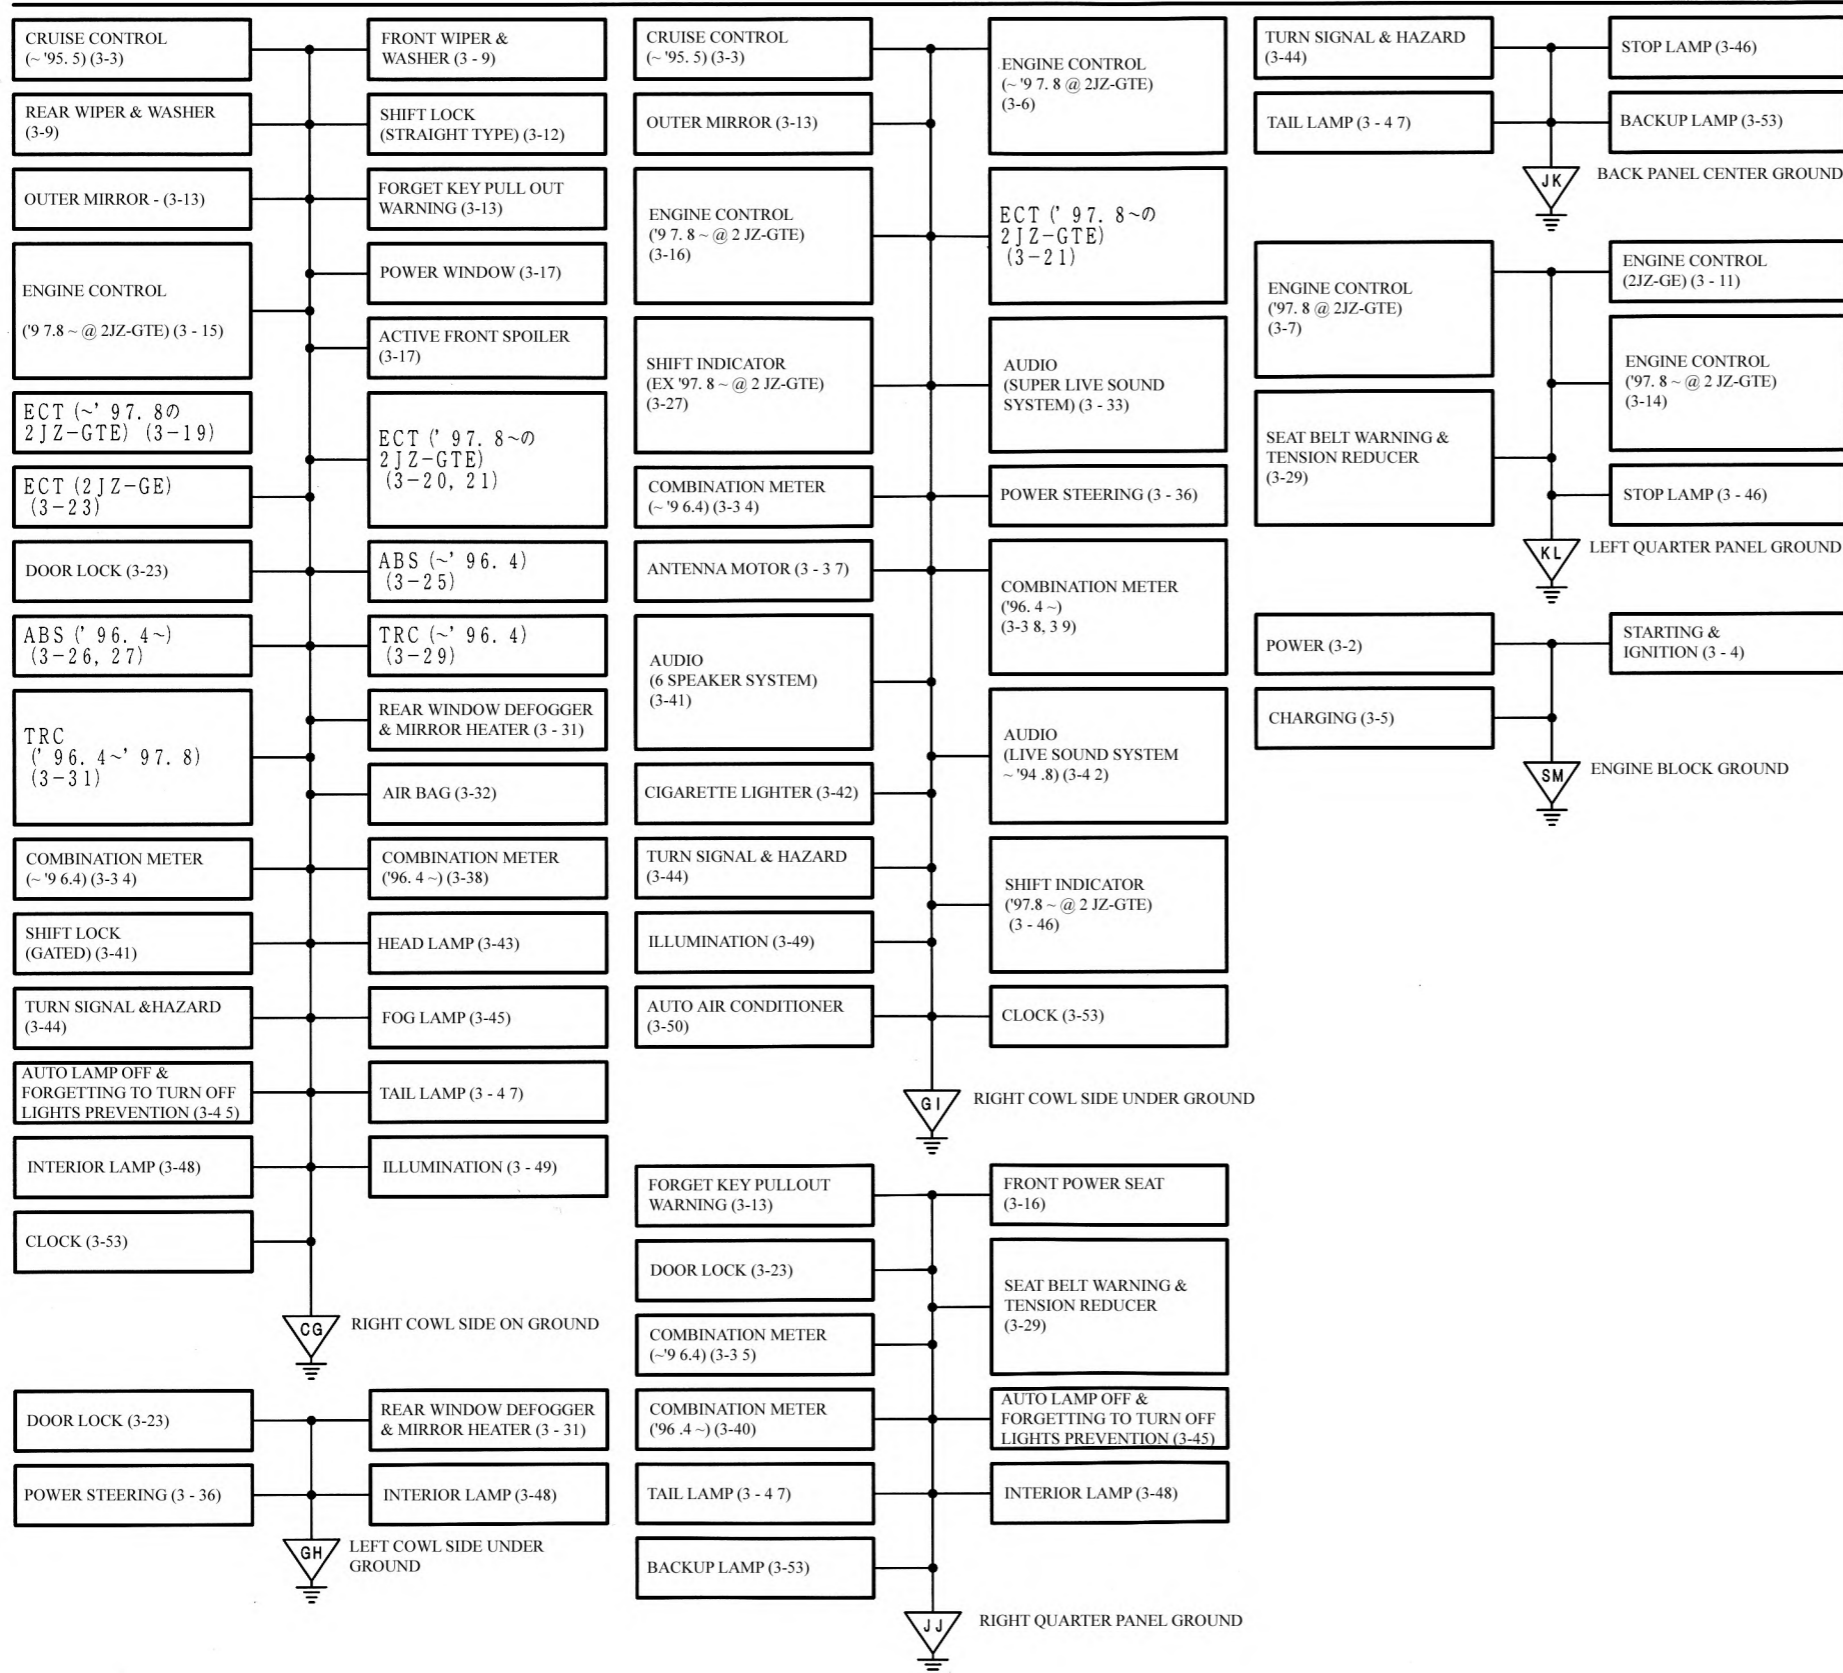 CRUISE CONTROL
(~ '95. 5) (3-3)
REAR WIPER & WASHER
(3-9)
OUTER MIRROR - (3-13)
ENGINE CONTROL
('9 7.8 ~ @ 2JZ-GTE) (3 - 15)
ECT (~' 97. 8の
2JZ-GTE) (3-19)
ECT (2JZ-GE)
(3-23)
DOOR LOCK (3-23)
ABS (' 96. 4~)
(3-26, 27)
TRC
(' 96. 4~' 97. 8)
(3-31)
COMBINATION METER
(~ '9 6.4) (3-3 4)
SHIFT LOCK
(GATED) (3-41)
TURN SIGNAL &HAZARD
(3-44)
AUTO LAMP OFF &
FORGETTING TO TURN OFF
LIGHTS PREVENTION (3-4 5)
INTERIOR LAMP (3-48)
CLOCK (3-53)
FRONT WIPER &
WASHER (3 - 9)
SHIFT LOCK
(STRAIGHT TYPE) (3-12)
FORGET KEY PULL OUT
WARNING (3-13)
POWER WINDOW (3-17)
ACTIVE FRONT SPOILER
(3-17)
ECT (' 97. 8~の
2JZ-GTE)
(3-20, 21)
ABS (~' 96. 4)
(3-25)
TRC (~' 96. 4)
(3-29)
REAR WINDOW DEFOGGER
& MIRROR HEATER (3 - 31)
AIR BAG (3-32)
COMBINATION METER
('96. 4 ~) (3-38)
HEAD LAMP (3-43)
FOG LAMP (3-45)
TAIL LAMP (3 - 4 7)
ILLUMINATION (3 - 49)
CG
RIGHT COWL SIDE ON GROUND
DOOR LOCK (3-23)
POWER STEERING (3 - 36)
REAR WINDOW DEFOGGER
& MIRROR HEATER (3 - 31)
INTERIOR LAMP (3-48)
GH
LEFT COWL SIDE UNDER
GROUND
CRUISE CONTROL
(~ '95. 5) (3-3)
OUTER MIRROR (3-13)
ENGINE CONTROL
('9 7. 8 ~ @ 2 JZ-GTE)
(3-16)
SHIFT INDICATOR
(EX '97. 8 ~ @ 2 JZ-GTE)
(3-27)
COMBINATION METER
(~ '9 6.4) (3-3 4)
ANTENNA MOTOR (3 - 3 7)
AUDIO
(6 SPEAKER SYSTEM)
(3-41)
CIGARETTE LIGHTER (3-42)
TURN SIGNAL & HAZARD
(3-44)
ILLUMINATION (3-49)
AUTO AIR CONDITIONER
(3-50)
ENGINE CONTROL
(~ '9 7. 8 @ 2JZ-GTE)
(3-6)
ECT (' 97. 8~の
2JZ-GTE)
(3-21)
AUDIO
(SUPER LIVE SOUND
SYSTEM) (3 - 33)
POWER STEERING (3 - 36)
COMBINATION METER
('96. 4 ~)
(3-3 8, 3 9)
AUDIO
(LIVE SOUND SYSTEM
~ '94 .8) (3-4 2)
SHIFT INDICATOR
('97.8 ~ @ 2 JZ-GTE)
(3 - 46)
CLOCK (3-53)
GI
RIGHT COWL SIDE UNDER GROUND
FORGET KEY PULLOUT
WARNING (3-13)
DOOR LOCK (3-23)
COMBINATION METER
(~'9 6.4) (3-3 5)
COMBINATION METER
('96 .4 ~) (3-40)
TAIL LAMP (3 - 4 7)
BACKUP LAMP (3-53)
FRONT POWER SEAT
(3-16)
SEAT BELT WARNING &
TENSION REDUCER
(3-29)
AUTO LAMP OFF &
FORGETTING TO TURN OFF
LIGHTS PREVENTION (3-45)
INTERIOR LAMP (3-48)
JJ
RIGHT QUARTER PANEL GROUND
TURN SIGNAL & HAZARD
(3-44)
TAIL LAMP (3 - 4 7)
STOP LAMP (3-46)
BACKUP LAMP (3-53)
JK
BACK PANEL CENTER GROUND
ENGINE CONTROL
('97. 8 @ 2JZ-GTE)
(3-7)
SEAT BELT WARNING &
TENSION REDUCER
(3-29)
ENGINE CONTROL
(2JZ-GE) (3 - 11)
ENGINE CONTROL
('97. 8 ~ @ 2 JZ-GTE)
(3-14)
STOP LAMP (3 - 46)
KL
LEFT QUARTER PANEL GROUND
POWER (3-2)
CHARGING (3-5)
STARTING &
IGNITION (3 - 4)
SM
ENGINE BLOCK GROUND